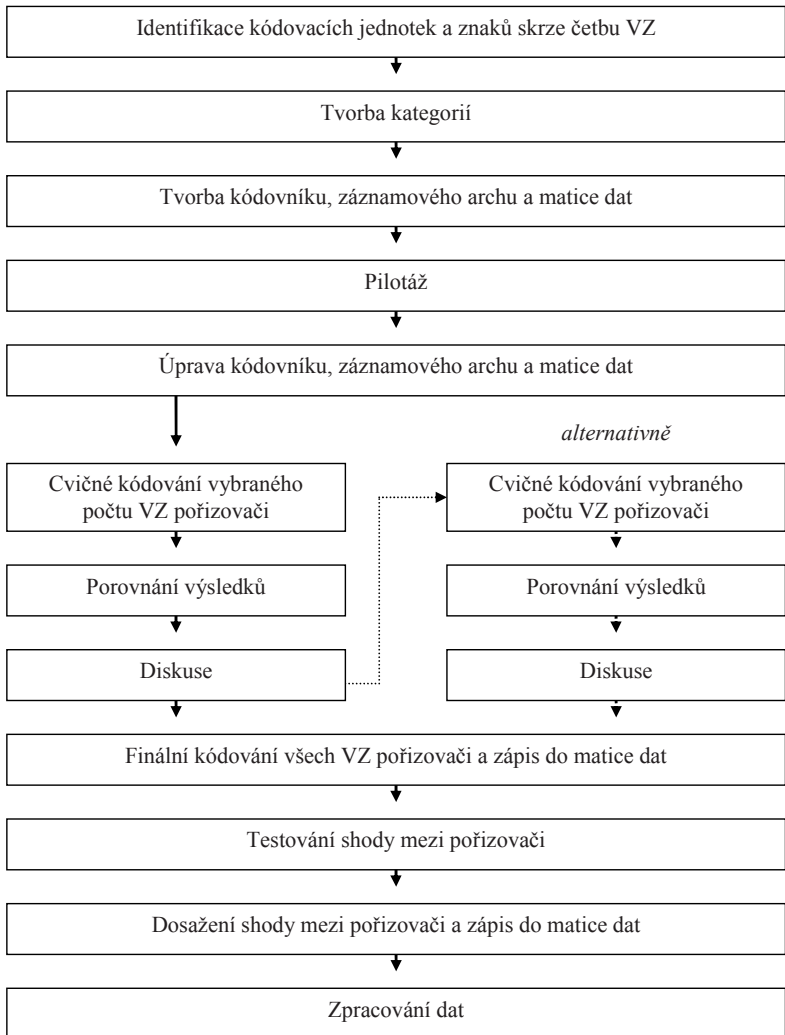 Identifikace kódovacích jednotek a znaků skrze četbu VZ
Tvorba kategorií
Tvorba kódovníku, záznamového archu a matice dat
Pilotáž
Úprava kódovníku, záznamového archu a matice dat
Cvičné kódování vybraného
počtu VZ pořizovači
Porovnání výsledků
Diskuse
alternativně
Cvičné kódování vybraného
počtu VZ pořizovači
Porovnání výsledků
Diskuse
Finální kódování všech VZ pořizovači a zápis do matice dat
Testování shody mezi pořizovači
Dosažení shody mezi pořizovači a zápis do matice dat
Zpracování dat